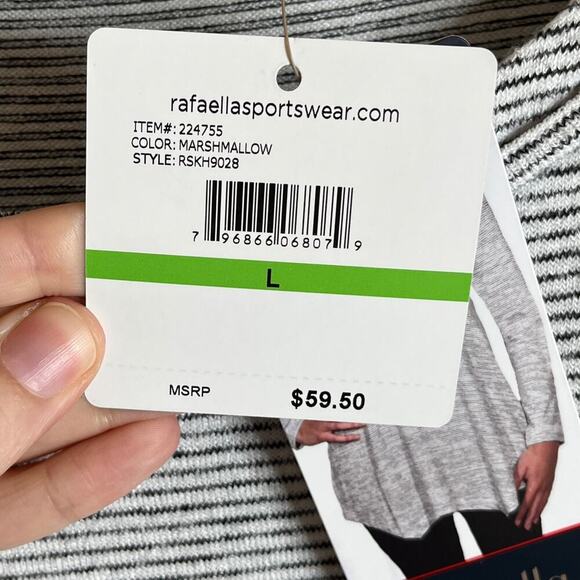 rafaellasportswear.com
ITEM#: 224755
COLOR: MARSHMALLOW
STYLE: RSKH9028
7 96866 06807 9
L
MSRP $59.50